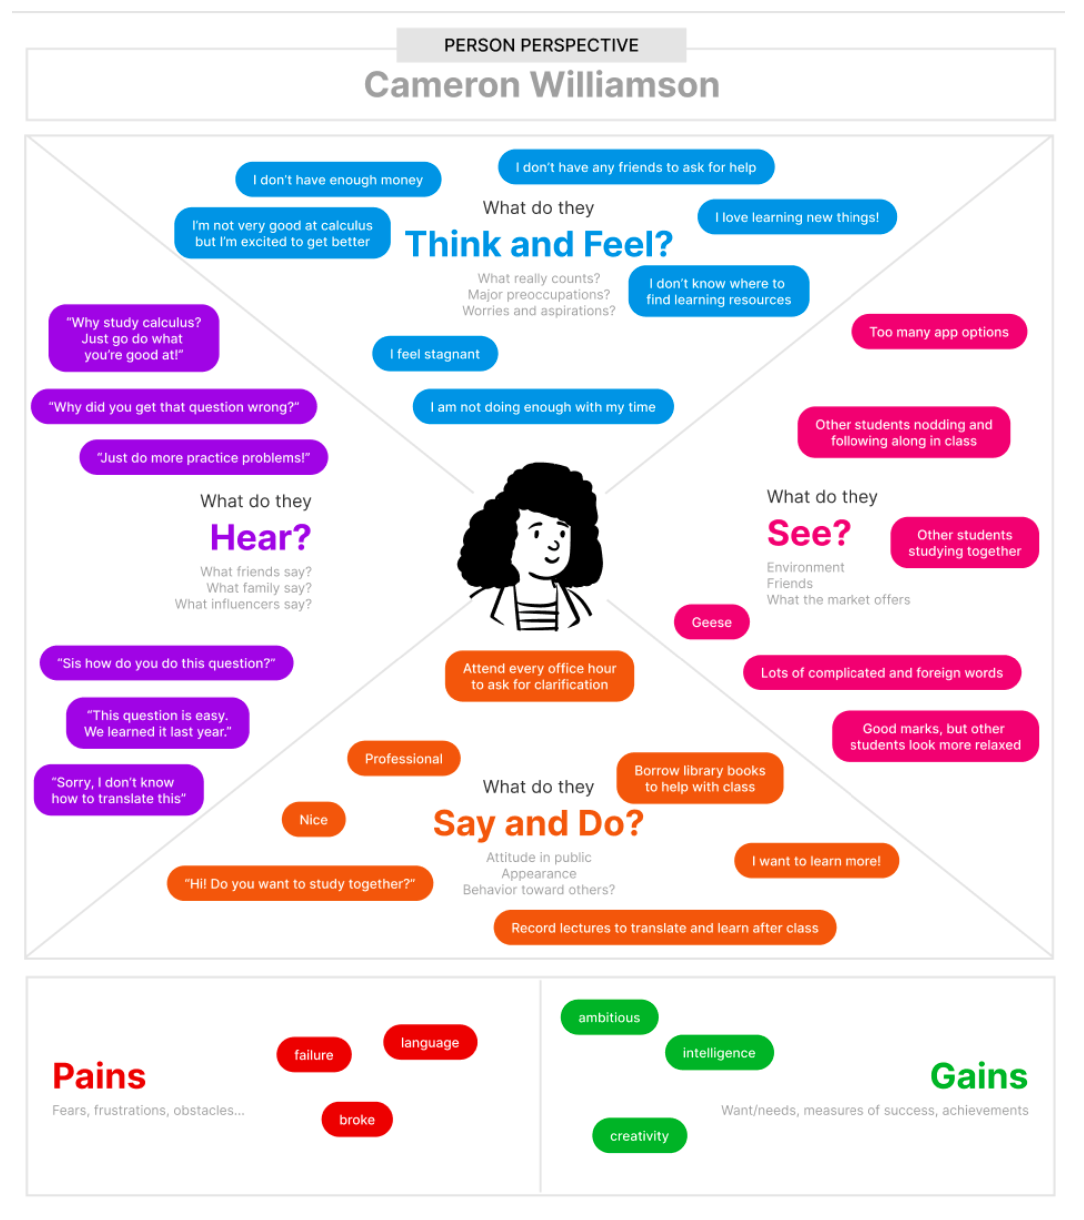 PERSON PERSPECTIVE
Cameron Williamson
I don’t have enough money
I don’t have any friends to ask for help
I’m not very good at calculus
but I’m excited to get better
What do they
Think and Feel?
I love learning new things!
What really counts?
Major preoccupations?
Worries and aspirations?
I don’t know where to
find learning resources
I feel stagnant
I am not doing enough with my time
“Why study calculus?
Just go do what
you’re good at!”
“Why did you get that question wrong?”
“Just do more practice problems!”
What do they
Hear?
What friends say?
What family say?
What influencers say?
“Sis how do you do this question?”
“This question is easy.
We learned it last year.”
“Sorry, I don’t know
how to translate this”
Too many app options
Other students nodding and
following along in class
What do they
See?
Environment
Friends
What the market offers
Other students
studying together
Geese
Lots of complicated and foreign words
Good marks, but other
students look more relaxed
Attend every office hour
to ask for clarification
Professional
Borrow library books
to help with class
What do they
Say and Do?
Attitude in public
Appearance
Behavior toward others?
Nice
“Hi! Do you want to study together?”
I want to learn more!
Record lectures to translate and learn after class
Pains
Fears, frustrations, obstacles...
failure
language
broke
ambitious
intelligence
creativity
Gains
Want/needs, measures of success, achievements